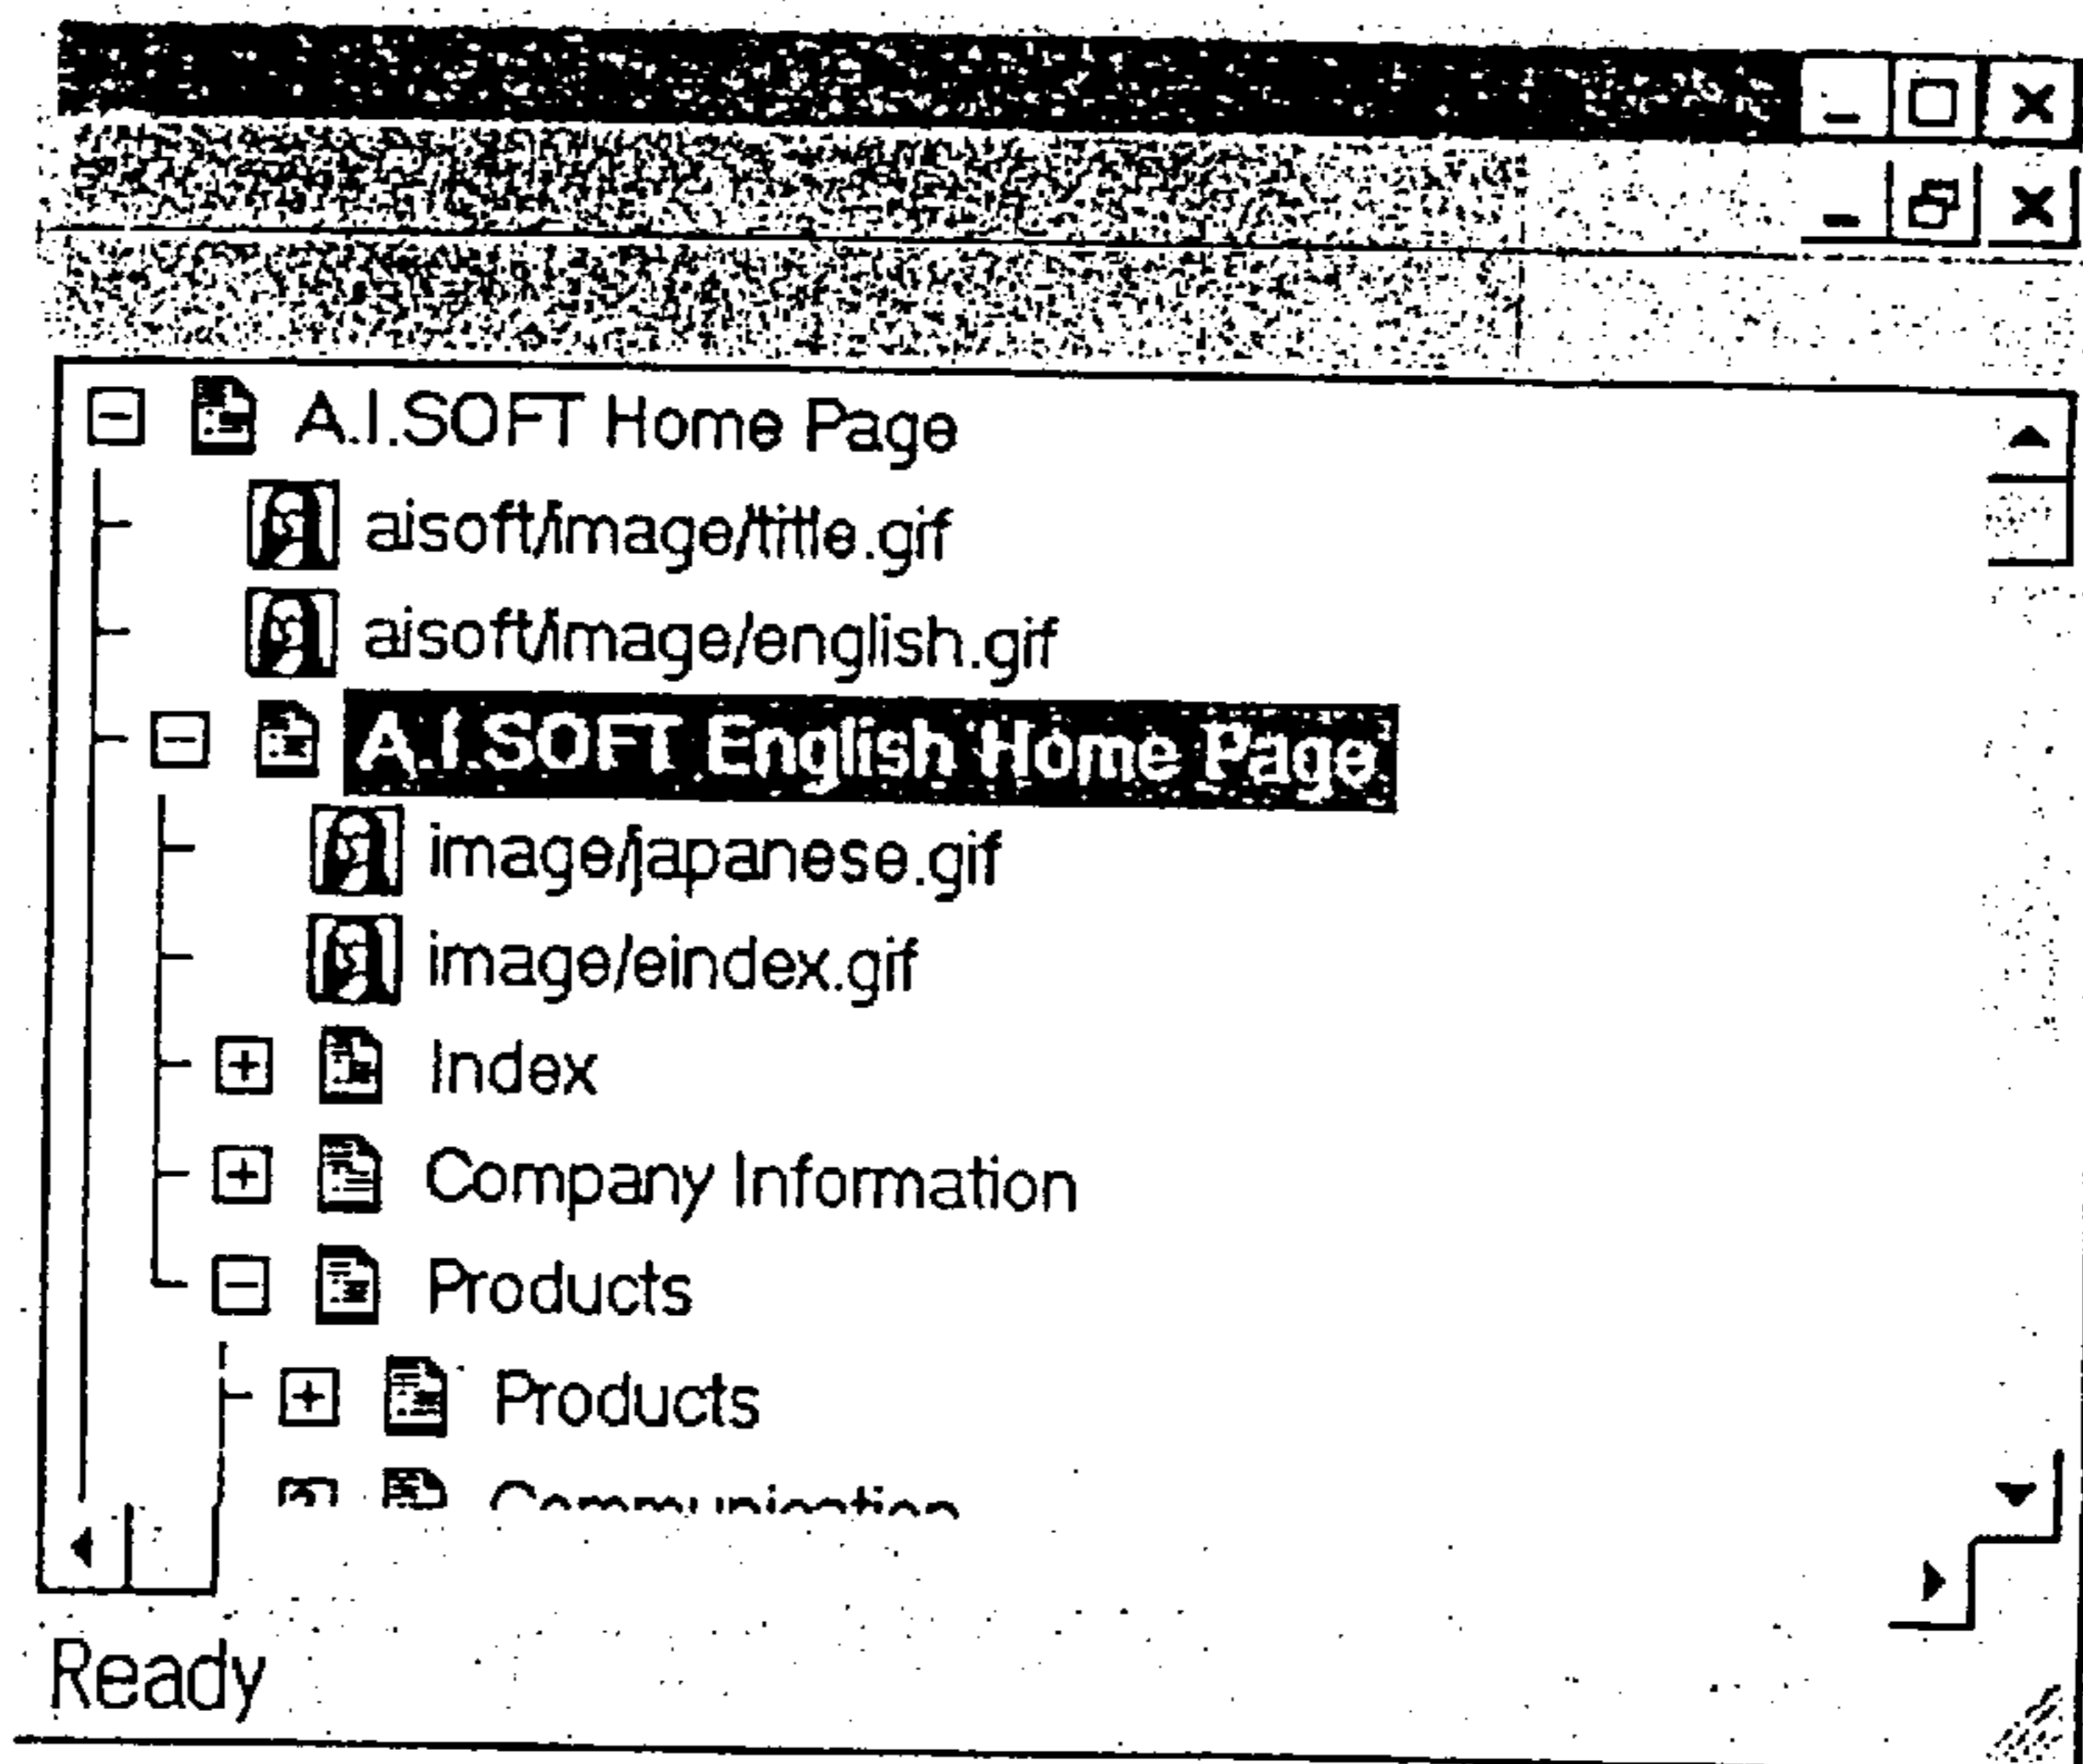 A.I.SOFT Home Page
aisoft/image/title.gif
aisoft/image/english.gif
A.I.SOFT English Home Page
image/japanese.gif
image/eindex.gif
Index
Company Information
Products
Products
Communication
Ready